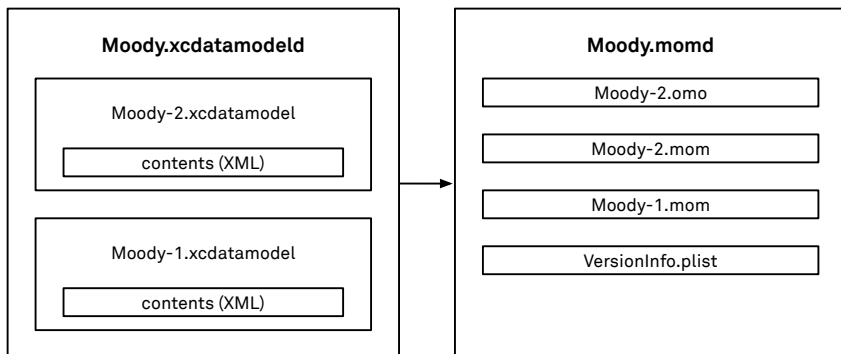 Moody.xcdatamodeld
Moody-2.xcdatamodel
contents (XML)
Moody-1.xcdatamodel
contents (XML)
Moody.momd
Moody-2.omo
Moody-2.mom
Moody-1.mom
VersionInfo.plist